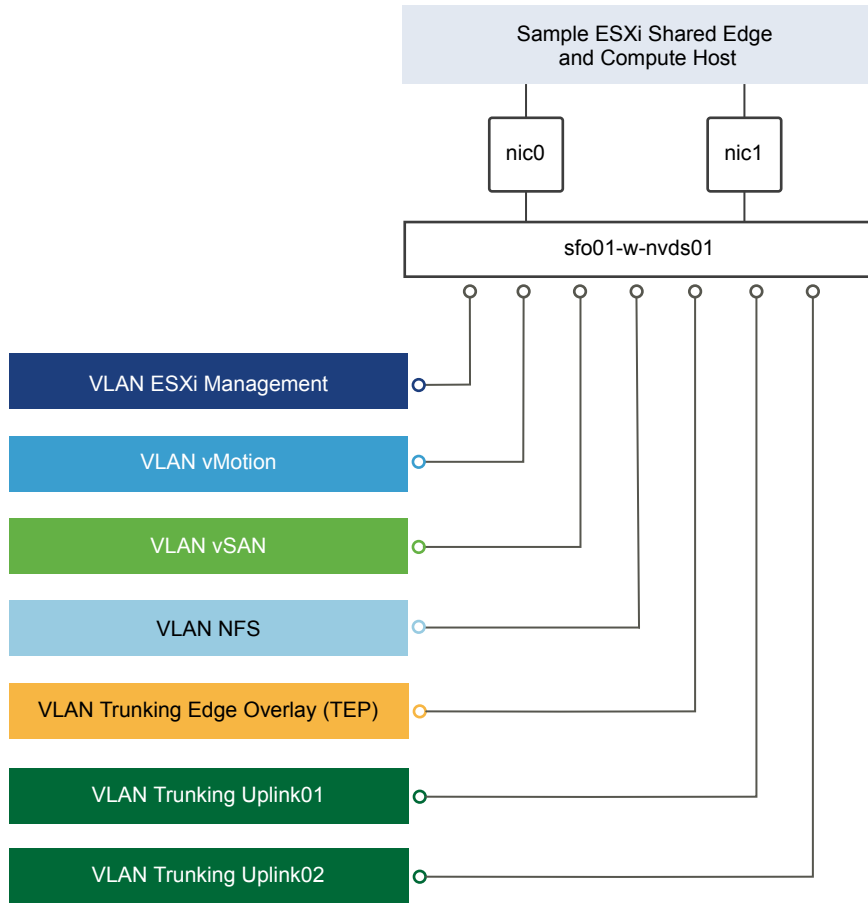 Sample ESXi Shared Edge
and Compute Host
nic0
nic1
sfo01-w-nvds01
VLAN ESXi Management
VLAN vMotion
VLAN vSAN
VLAN NFS
VLAN Trunking Edge Overlay (TEP)
VLAN Trunking Uplink01
VLAN Trunking Uplink02